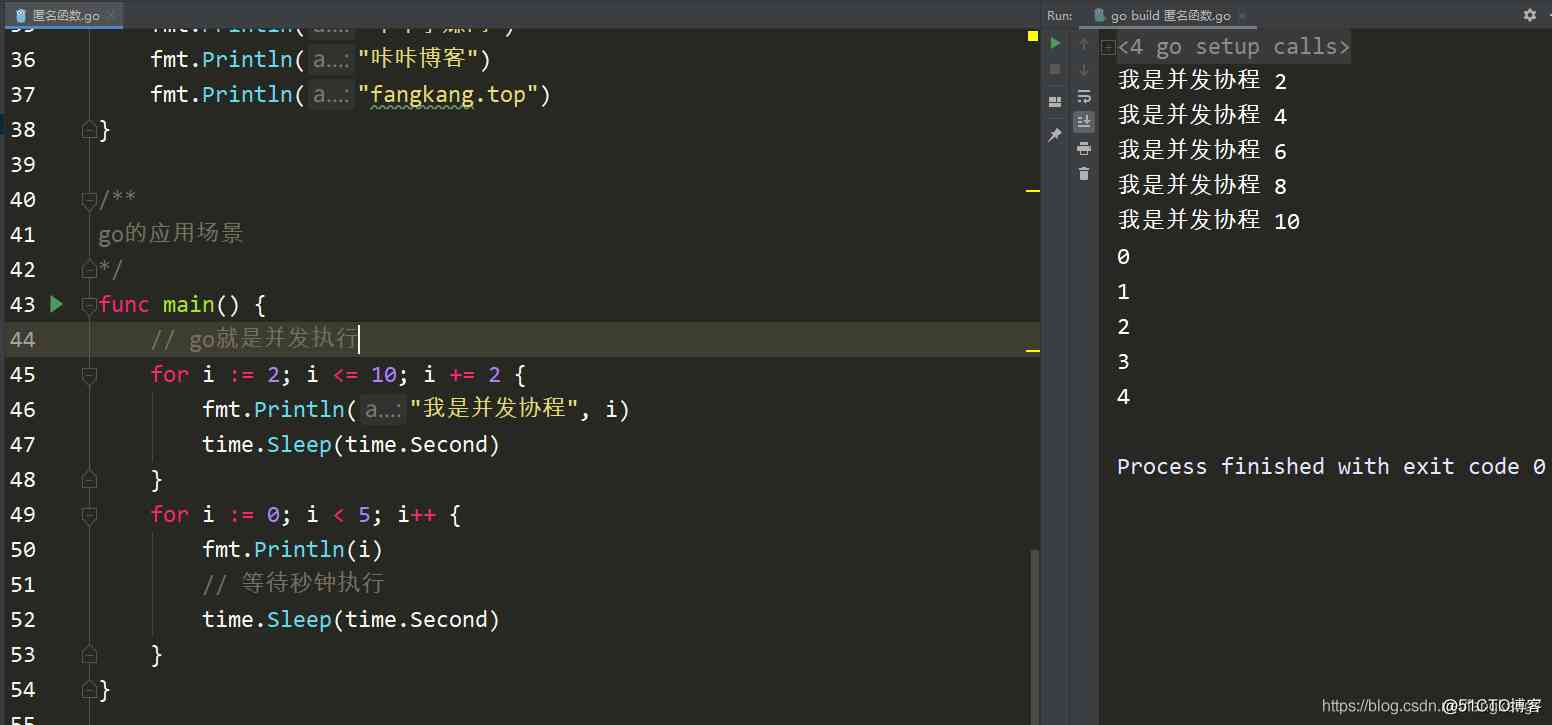 匿名函数.go
36 fmt.Println( a...: "咔咔博客")
37 fmt.Println( a...: "fangkang.top")
38 }
39
40 /**
41 go的应用场景
42 */
43 func main() {
44 // go就是并发执行
45 for i := 2; i <= 10; i += 2 {
46 fmt.Println( a...: "我是并发协程", i)
47 time.Sleep(time.Second)
48 }
49 for i := 0; i < 5; i++ {
50 fmt.Println(i)
51 // 等待秒钟执行
52 time.Sleep(time.Second)
53 }
54 }
Run: go build 匿名函数.go
<4 go setup calls>
我是并发协程 2
我是并发协程 4
我是并发协程 6
我是并发协程 8
我是并发协程 10
0
1
2
3
4
Process finished with exit code 0
https://blog.csdn.
@51CTO博客